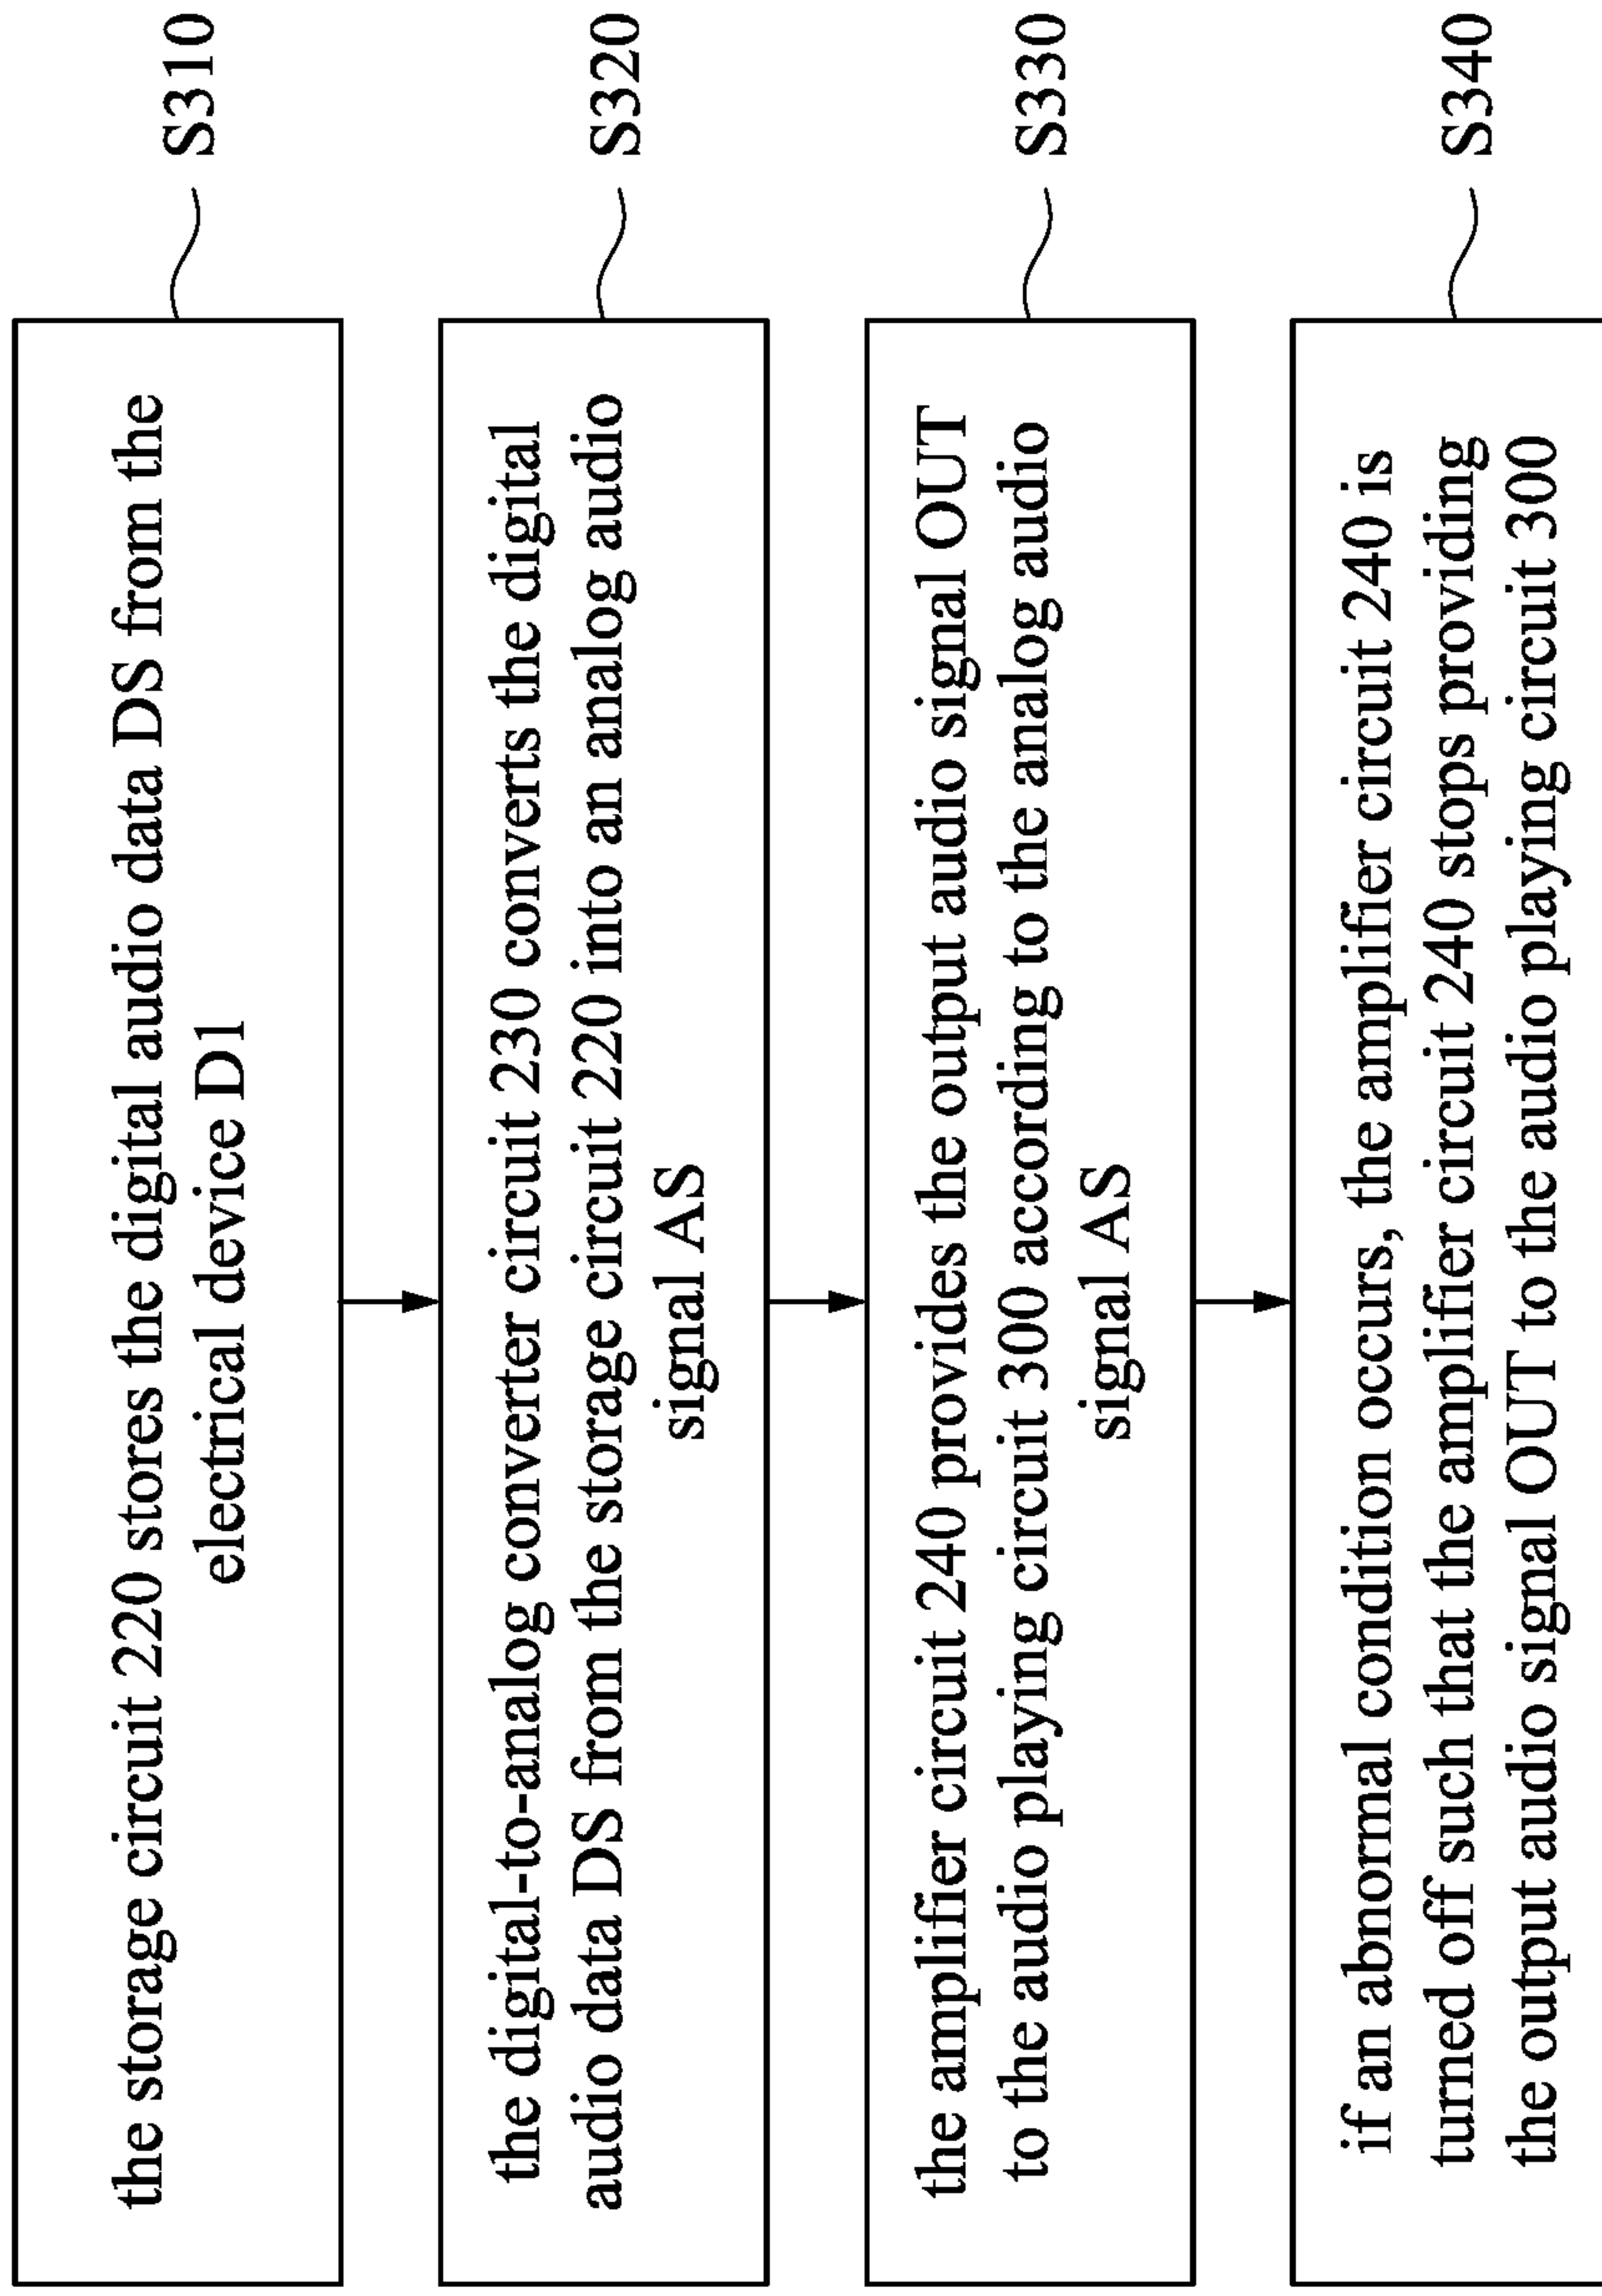 the storage circuit 220 stores the digital audio data DS from the
electrical device D1
S310
the digital-to-analog converter circuit 230 converts the digital
audio data DS from the storage circuit 220 into an analog audio
signal AS
S320
the amplifier circuit 240 provides the output audio signal OUT
to the audio playing circuit 300 according to the analog audio
signal AS
S330
if an abnormal condition occurs, the amplifier circuit 240 is
turned off such that the amplifier circuit 240 stops providing
the output audio signal OUT to the audio playing circuit 300
S340